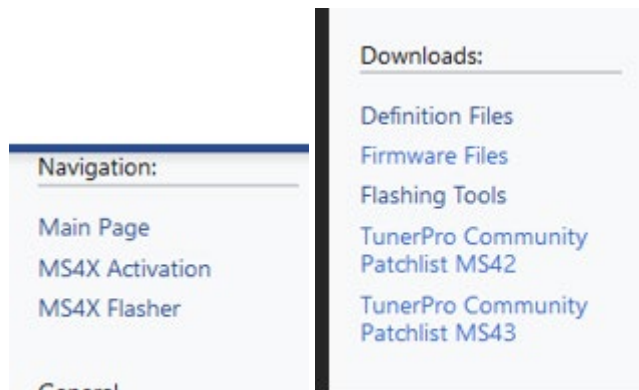 Navigation:
Main Page
MS4X Activation
MS4X Flasher
General
Downloads:
Definition Files
Firmware Files
Flashing Tools
TunerPro Community
Patchlist MS42
TunerPro Community
Patchlist MS43